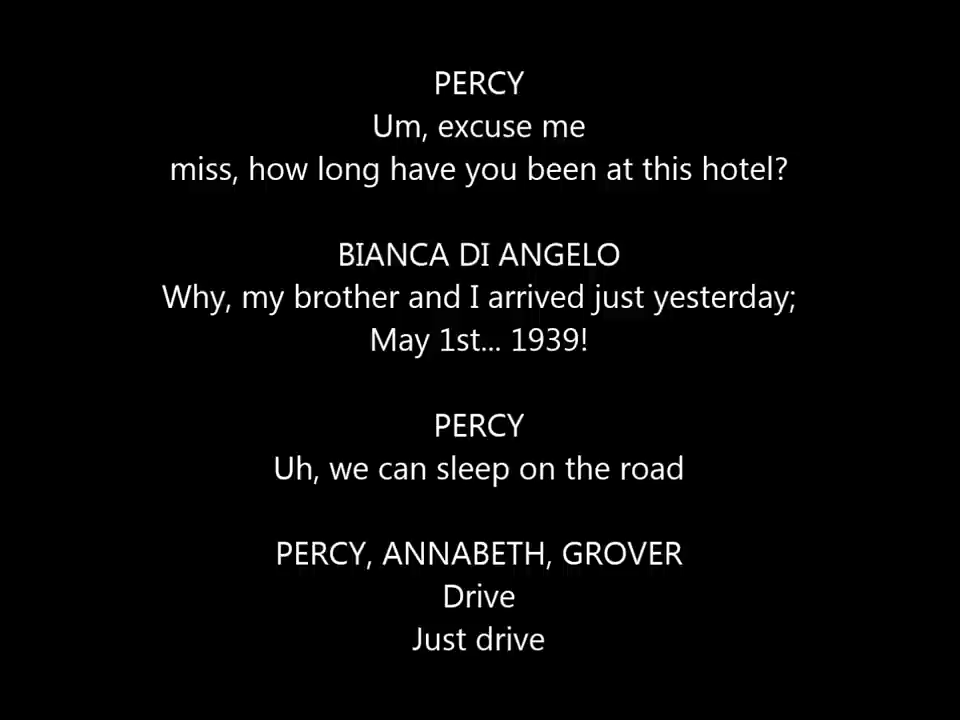 PERCY
Um, excuse me
miss, how long have you been at this hotel?
BIANCA DI ANGELO
Why, my brother and I arrived just yesterday;
May 1st... 1939!
PERCY
Uh, we can sleep on the road
PERCY, ANNABETH, GROVER
Drive
Just drive